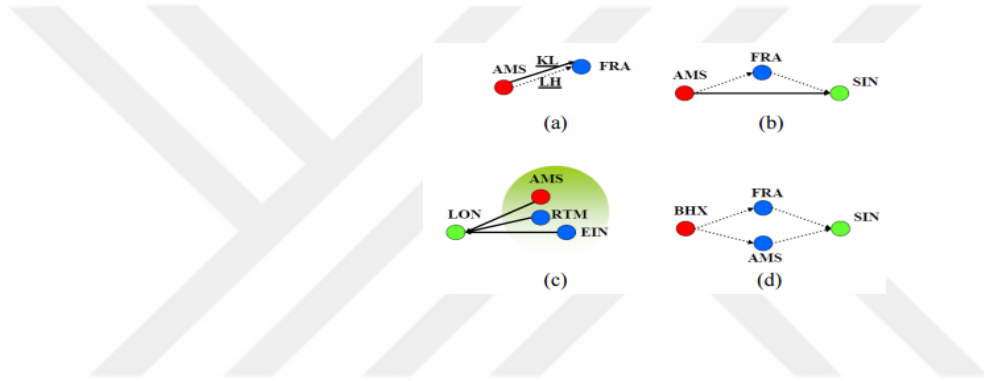 KL
AMS
FRA
LH
(a)
FRA
AMS
SIN
(b)
AMS
LON
RTM
EIN
(c)
FRA
BHX
SIN
AMS
(d)